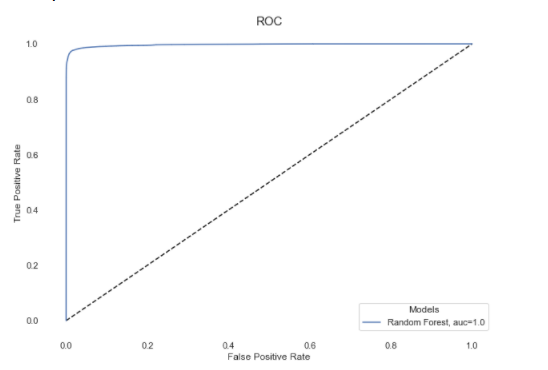 ROC
1.0
0.8
0.6
0.4
0.2
0.0
True Positive Rate
Models
Random Forest, auc=1.0
0.0 0.2 0.4 0.6 0.8 1.0
False Positive Rate